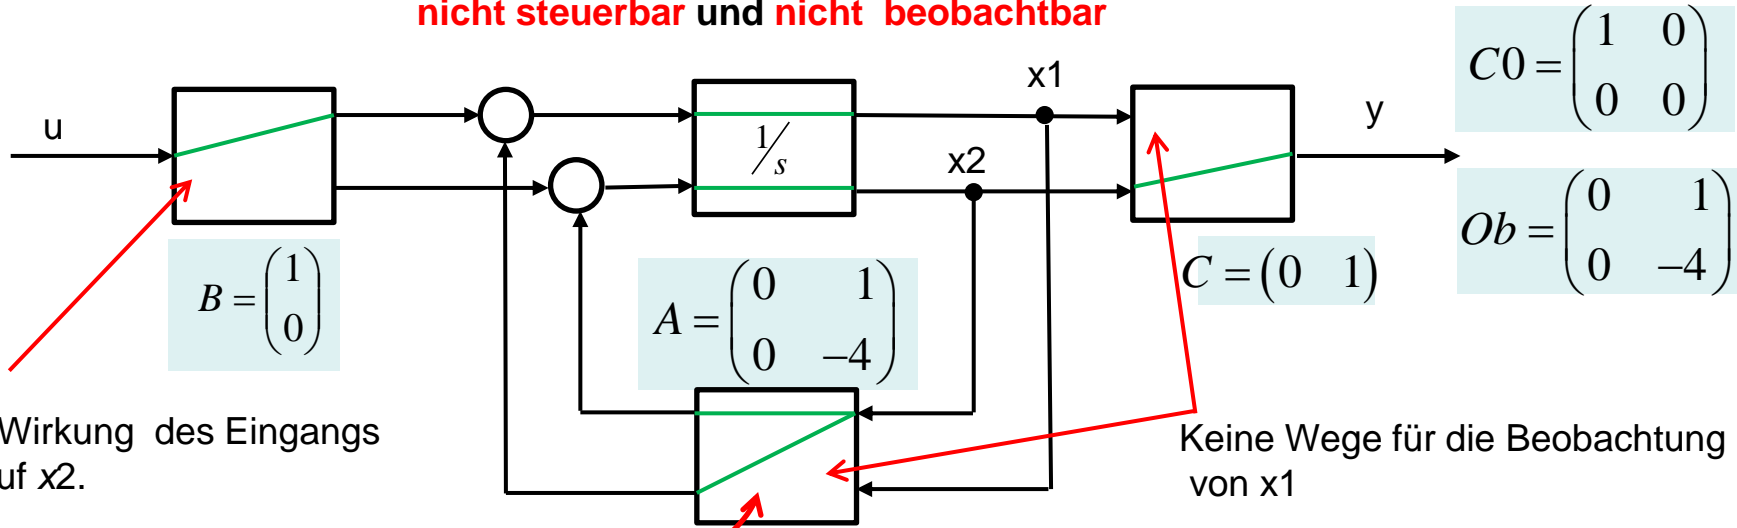 nicht steuerbar und nicht beobachtbar
x1
C0 = (1 0
0 0)
u
1/s
y
x2
Ob = (0 1
0 −4)
B = (1
0)
A = (0 1
0 −4)
C = (0 1)
Wirkung des Eingangs
uf x2.
Keine Wege für die Beobachtung
von x1